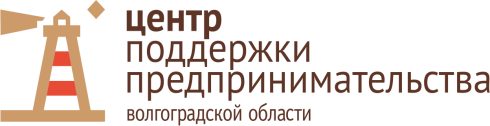 центр
поддержки
предпринимательства
волгоградской области